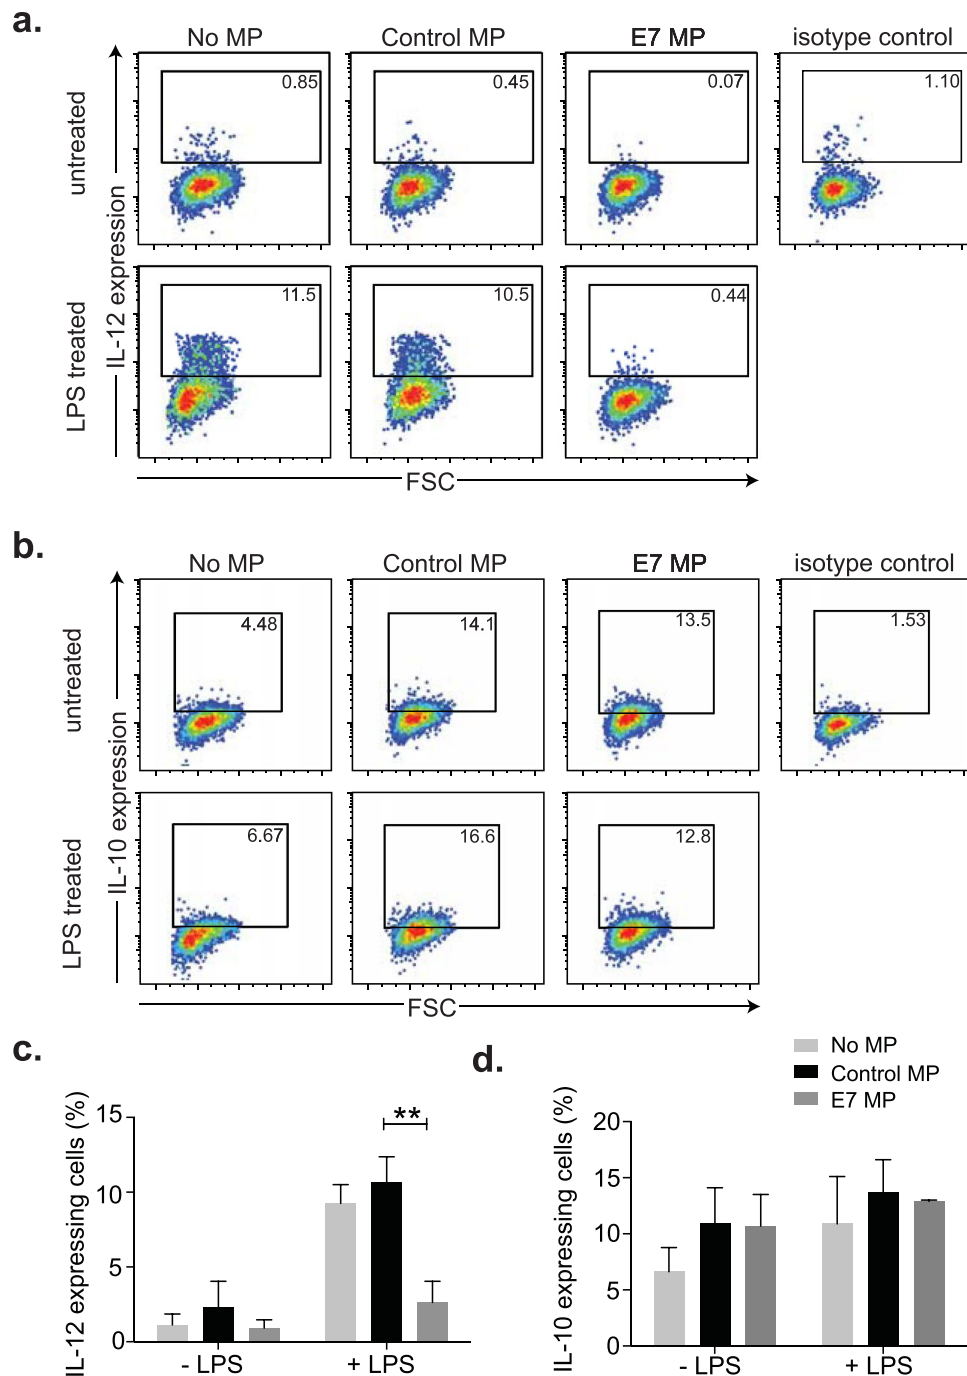 a.
No MP
Control MP
E7 MP
isotype control
untreated
0.85
0.45
0.07
1.10
IL-12 expression
LPS treated
11.5
10.5
0.44
FSC
b.
No MP
Control MP
E7 MP
isotype control
untreated
4.48
14.1
13.5
1.53
IL-10 expression
LPS treated
6.67
16.6
12.8
FSC
c.
IL-12 expressing cells (%)
15
10
5
0
**
- LPS
+ LPS
d.
No MP
Control MP
E7 MP
IL-10 expressing cells (%)
20
15
10
5
0
- LPS
+ LPS